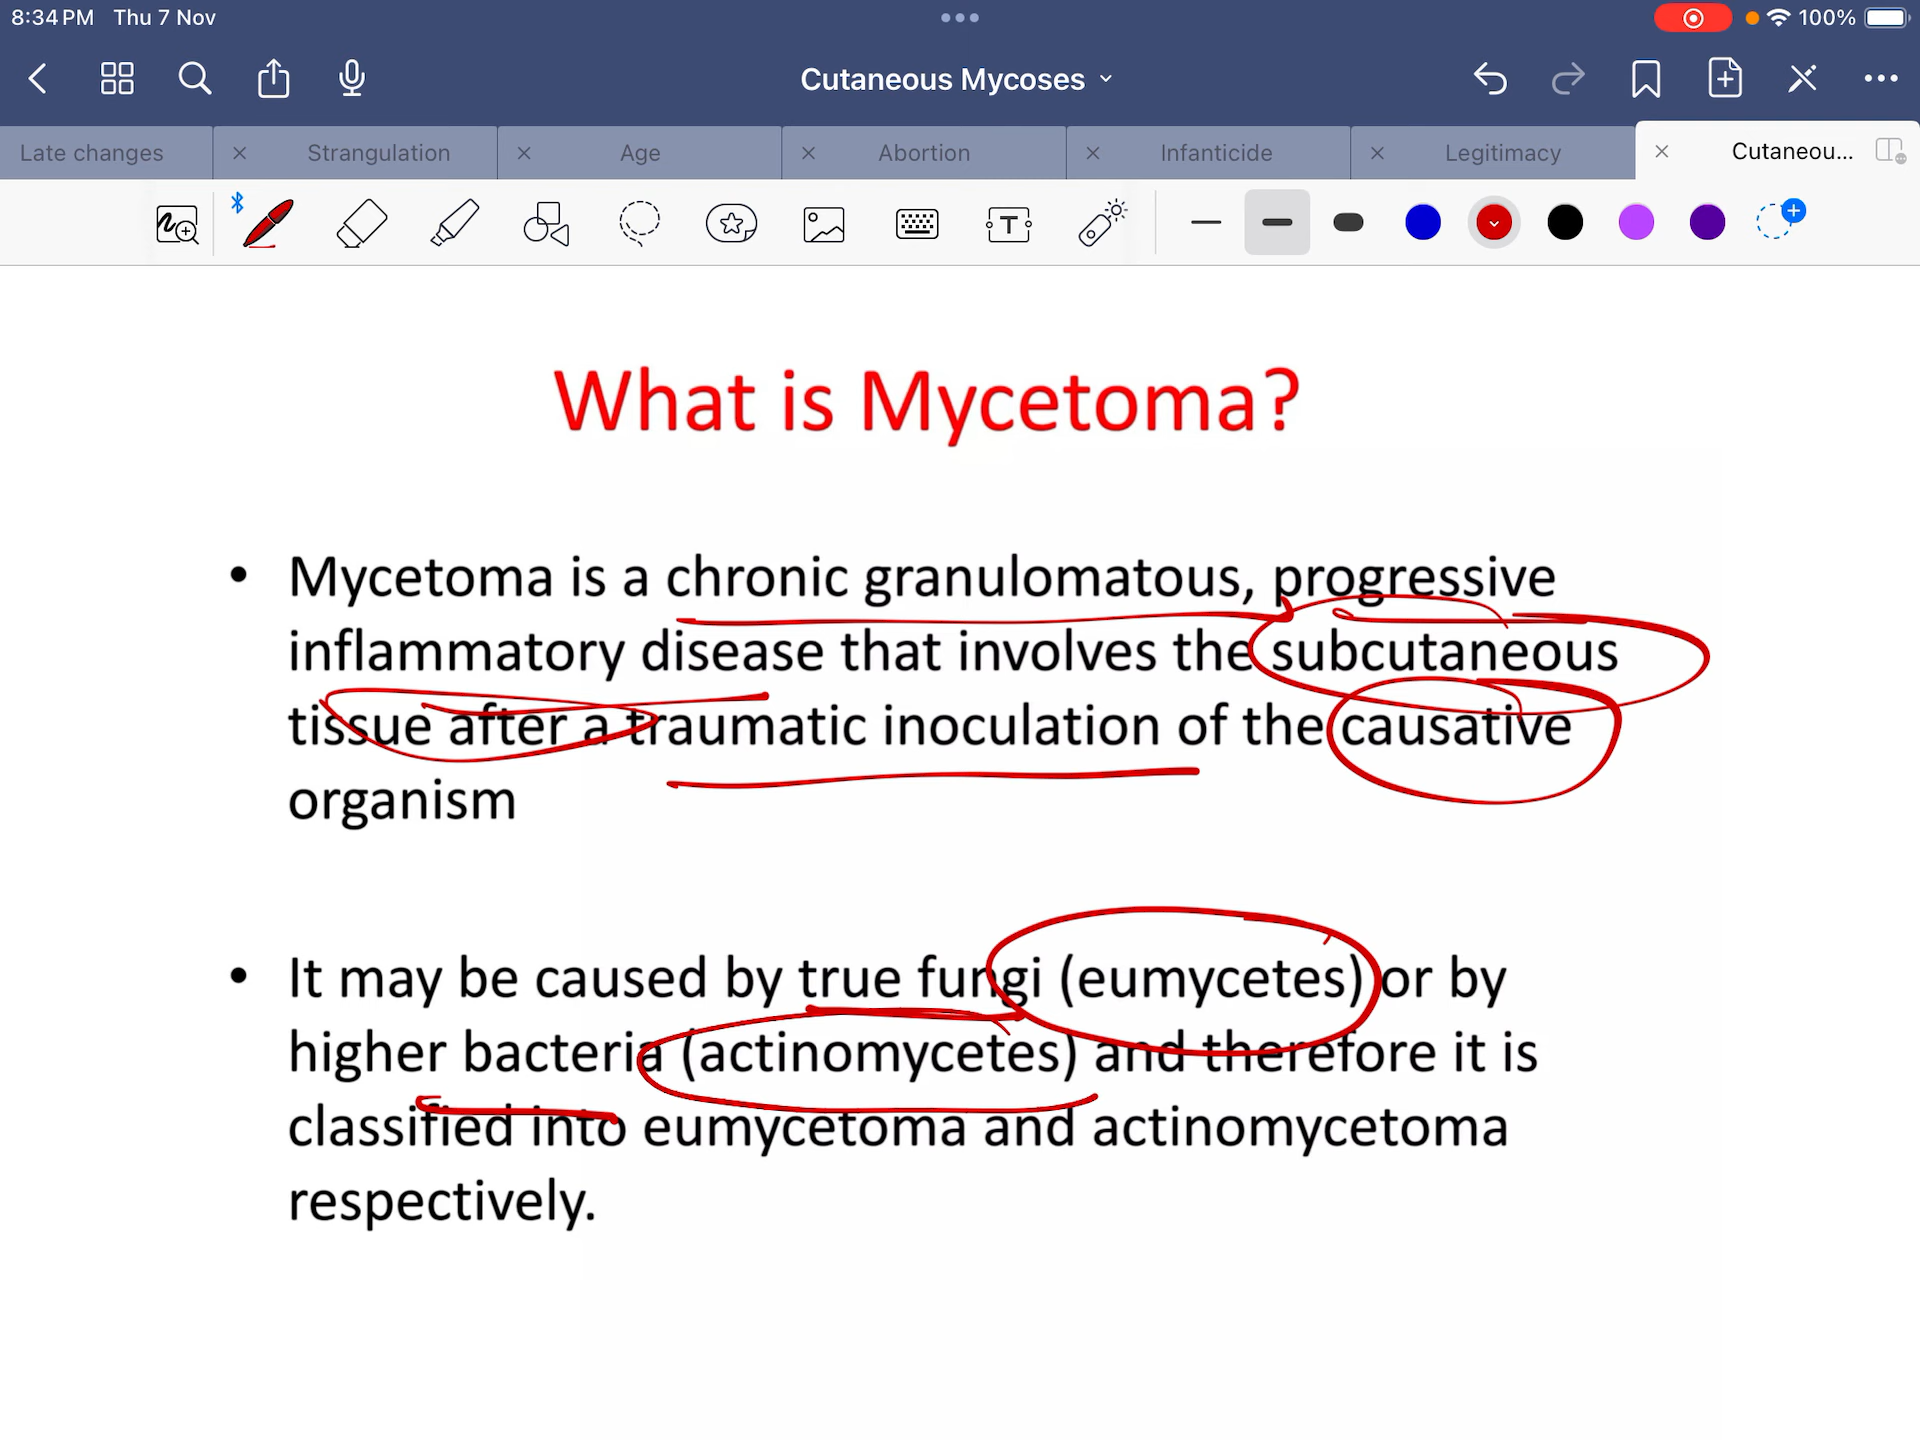 8:34 PM Thu 7 Nov
100%
Cutaneous Mycoses
Late changes
Strangulation
Age
Abortion
Infanticide
Legitimacy
Cutaneou...
T
What is Mycetoma?
• Mycetoma is a chronic granulomatous, progressive
inflammatory disease that involves the subcutaneous
tissue after a traumatic inoculation of the causative
organism
• It may be caused by true fungi (eumycetes) or by
higher bacteria (actinomycetes) and therefore it is
classified into eumycetoma and actinomycetoma
respectively.